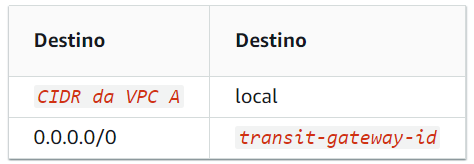 Destino Destino
CIDR da VPC A local
0.0.0.0/0 transit-gateway-id